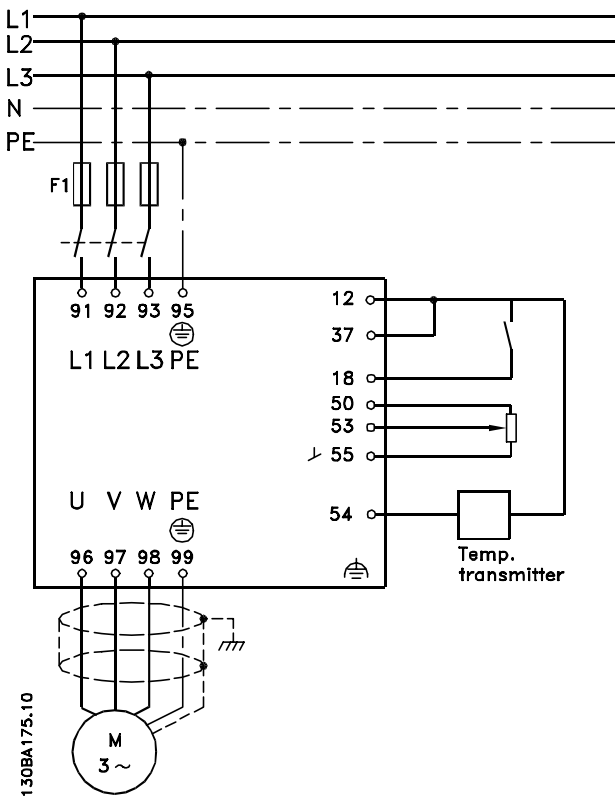 L1
L2
L3
N
PE
F1
91 92 93 95
L1 L2 L3 PE
12
37
18
50
53
55
54
U V W PE
96 97 98 99
Temp.
transmitter
M
3~
130BA175.10